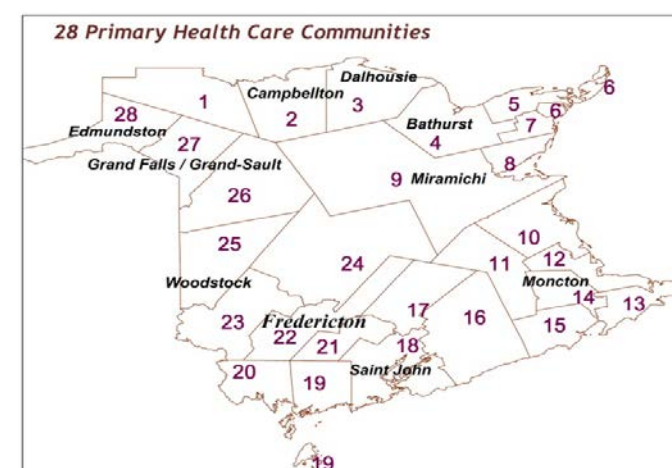 28 Primary Health Care Communities
Dalhousie
6
1
Campbellton
3
5
6
28
2
Bathurst
7
Edmundston
27
4
Grand Falls / Grand-Sault
8
9 Miramichi
26
10
25
24
11
12
Woodstock
Moncton
14
13
17
23
Fredericton
16
15
22
21
18
20
19
Saint John
19